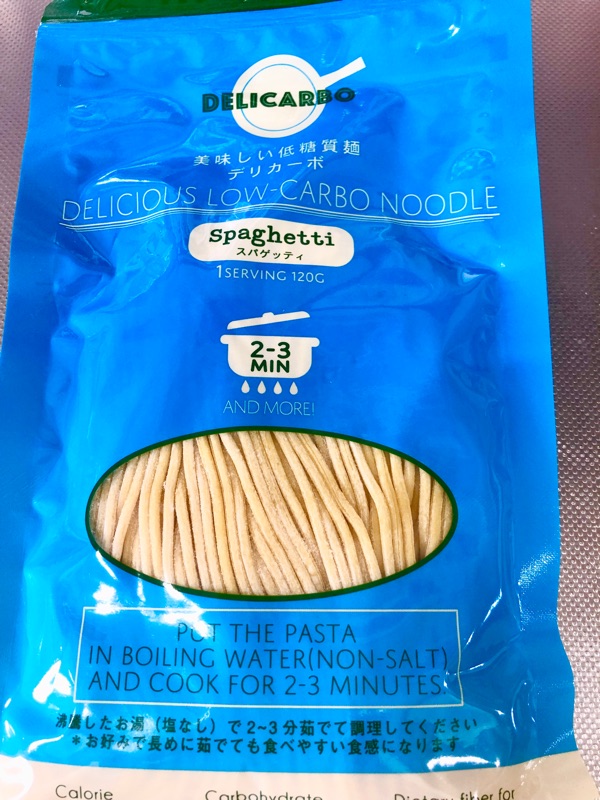 DELICARBO
美味しい低糖質麺
デリカーボ
DELICIOUS LOW-CARBO NOODLE
spaghetti
スパゲッティ
1 SERVING 120G
2-3
MIN
AND MORE!
PUT THE PASTA
IN BOILING WATER(NON-SALT)
AND COOK FOR 2-3 MINUTES.
沸騰したお湯（塩なし）で2~3分茹でて調理してください
＊お好みで長めに茹でても食べやすい食感になります
Calorie Carbohydrate Dietary fiber for